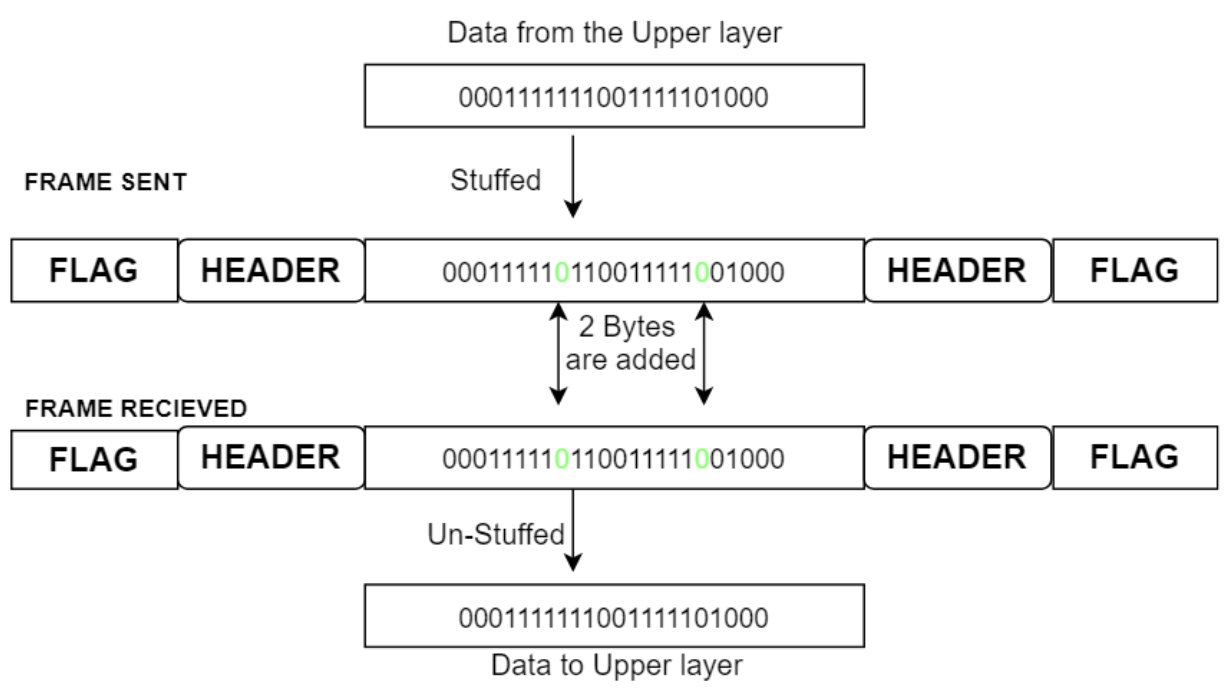 Data from the Upper layer
0001111111001111101000
Stuffed
FRAME SENT
FLAG HEADER 000111110110011111001000 HEADER FLAG
2 Bytes
are added
FRAME RECIEVED
FLAG HEADER 000111110110011111001000 HEADER FLAG
Un-Stuffed
0001111111001111101000
Data to Upper layer